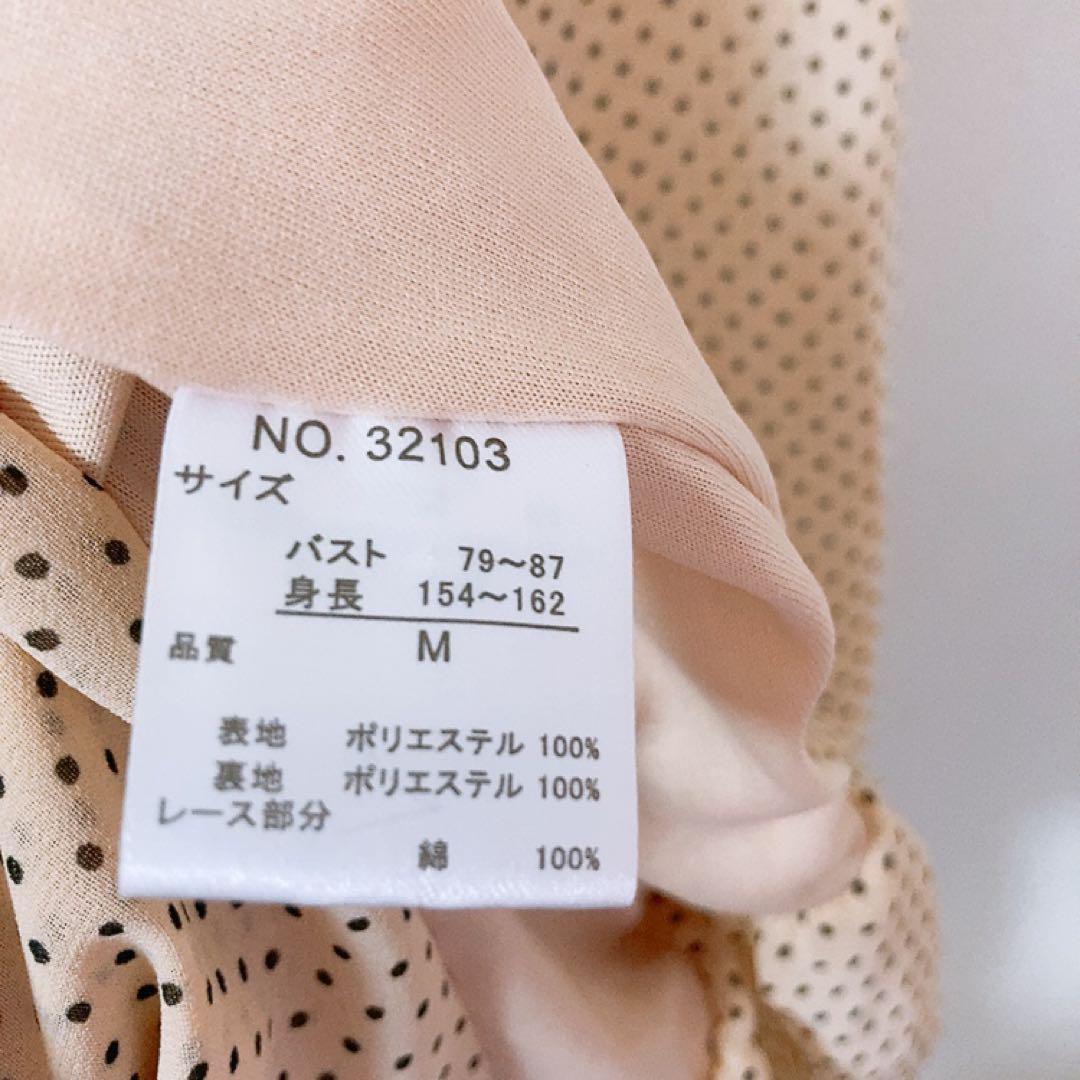 NO. 32103
サイズ
バスト 79~87
身長 154~162
品質 M
表地 ポリエステル 100%
裏地 ポリエステル 100%
レース部分
綿 100%